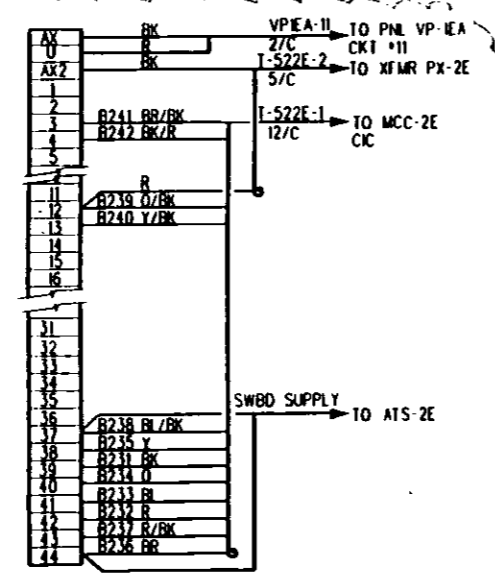 AX BK VP1EA-11 TO PNL VP-1EA
U R 2/C CKT #11
AX2 BK T-522E-2 TO XFMR PX-2E
5/C
1
2
3 B241 BR/BK T-522E-1 TO MCC-2E
4 B242 BK/R 12/C CIC
5
R
11
12 B239 O/BK
13 B240 Y/BK
14
15
16
31
32
33
34
35
36 SWBD SUPPLY TO ATS-2E
37 B238 BL/BK
38 B235 Y
39 B231 BK
40 B234 O
41 B233 BL
42 B232 R
43 B237 R/BK
44 B236 BR